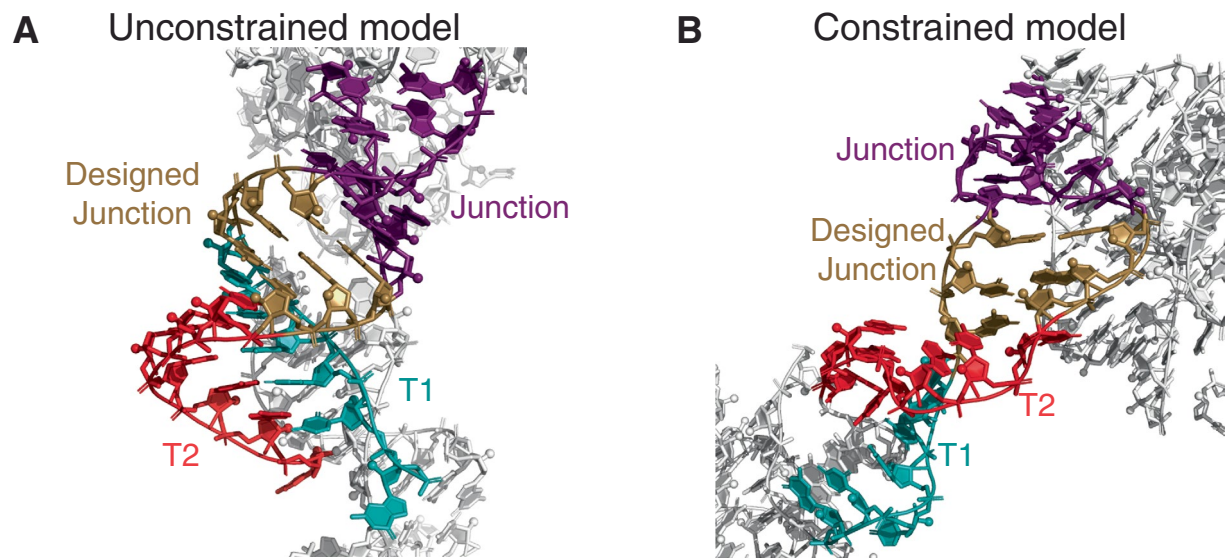 A Unconstrained model
Designed
Junction
Junction
T1
T2
B Constrained model
Junction
Designed
Junction
T2
T1